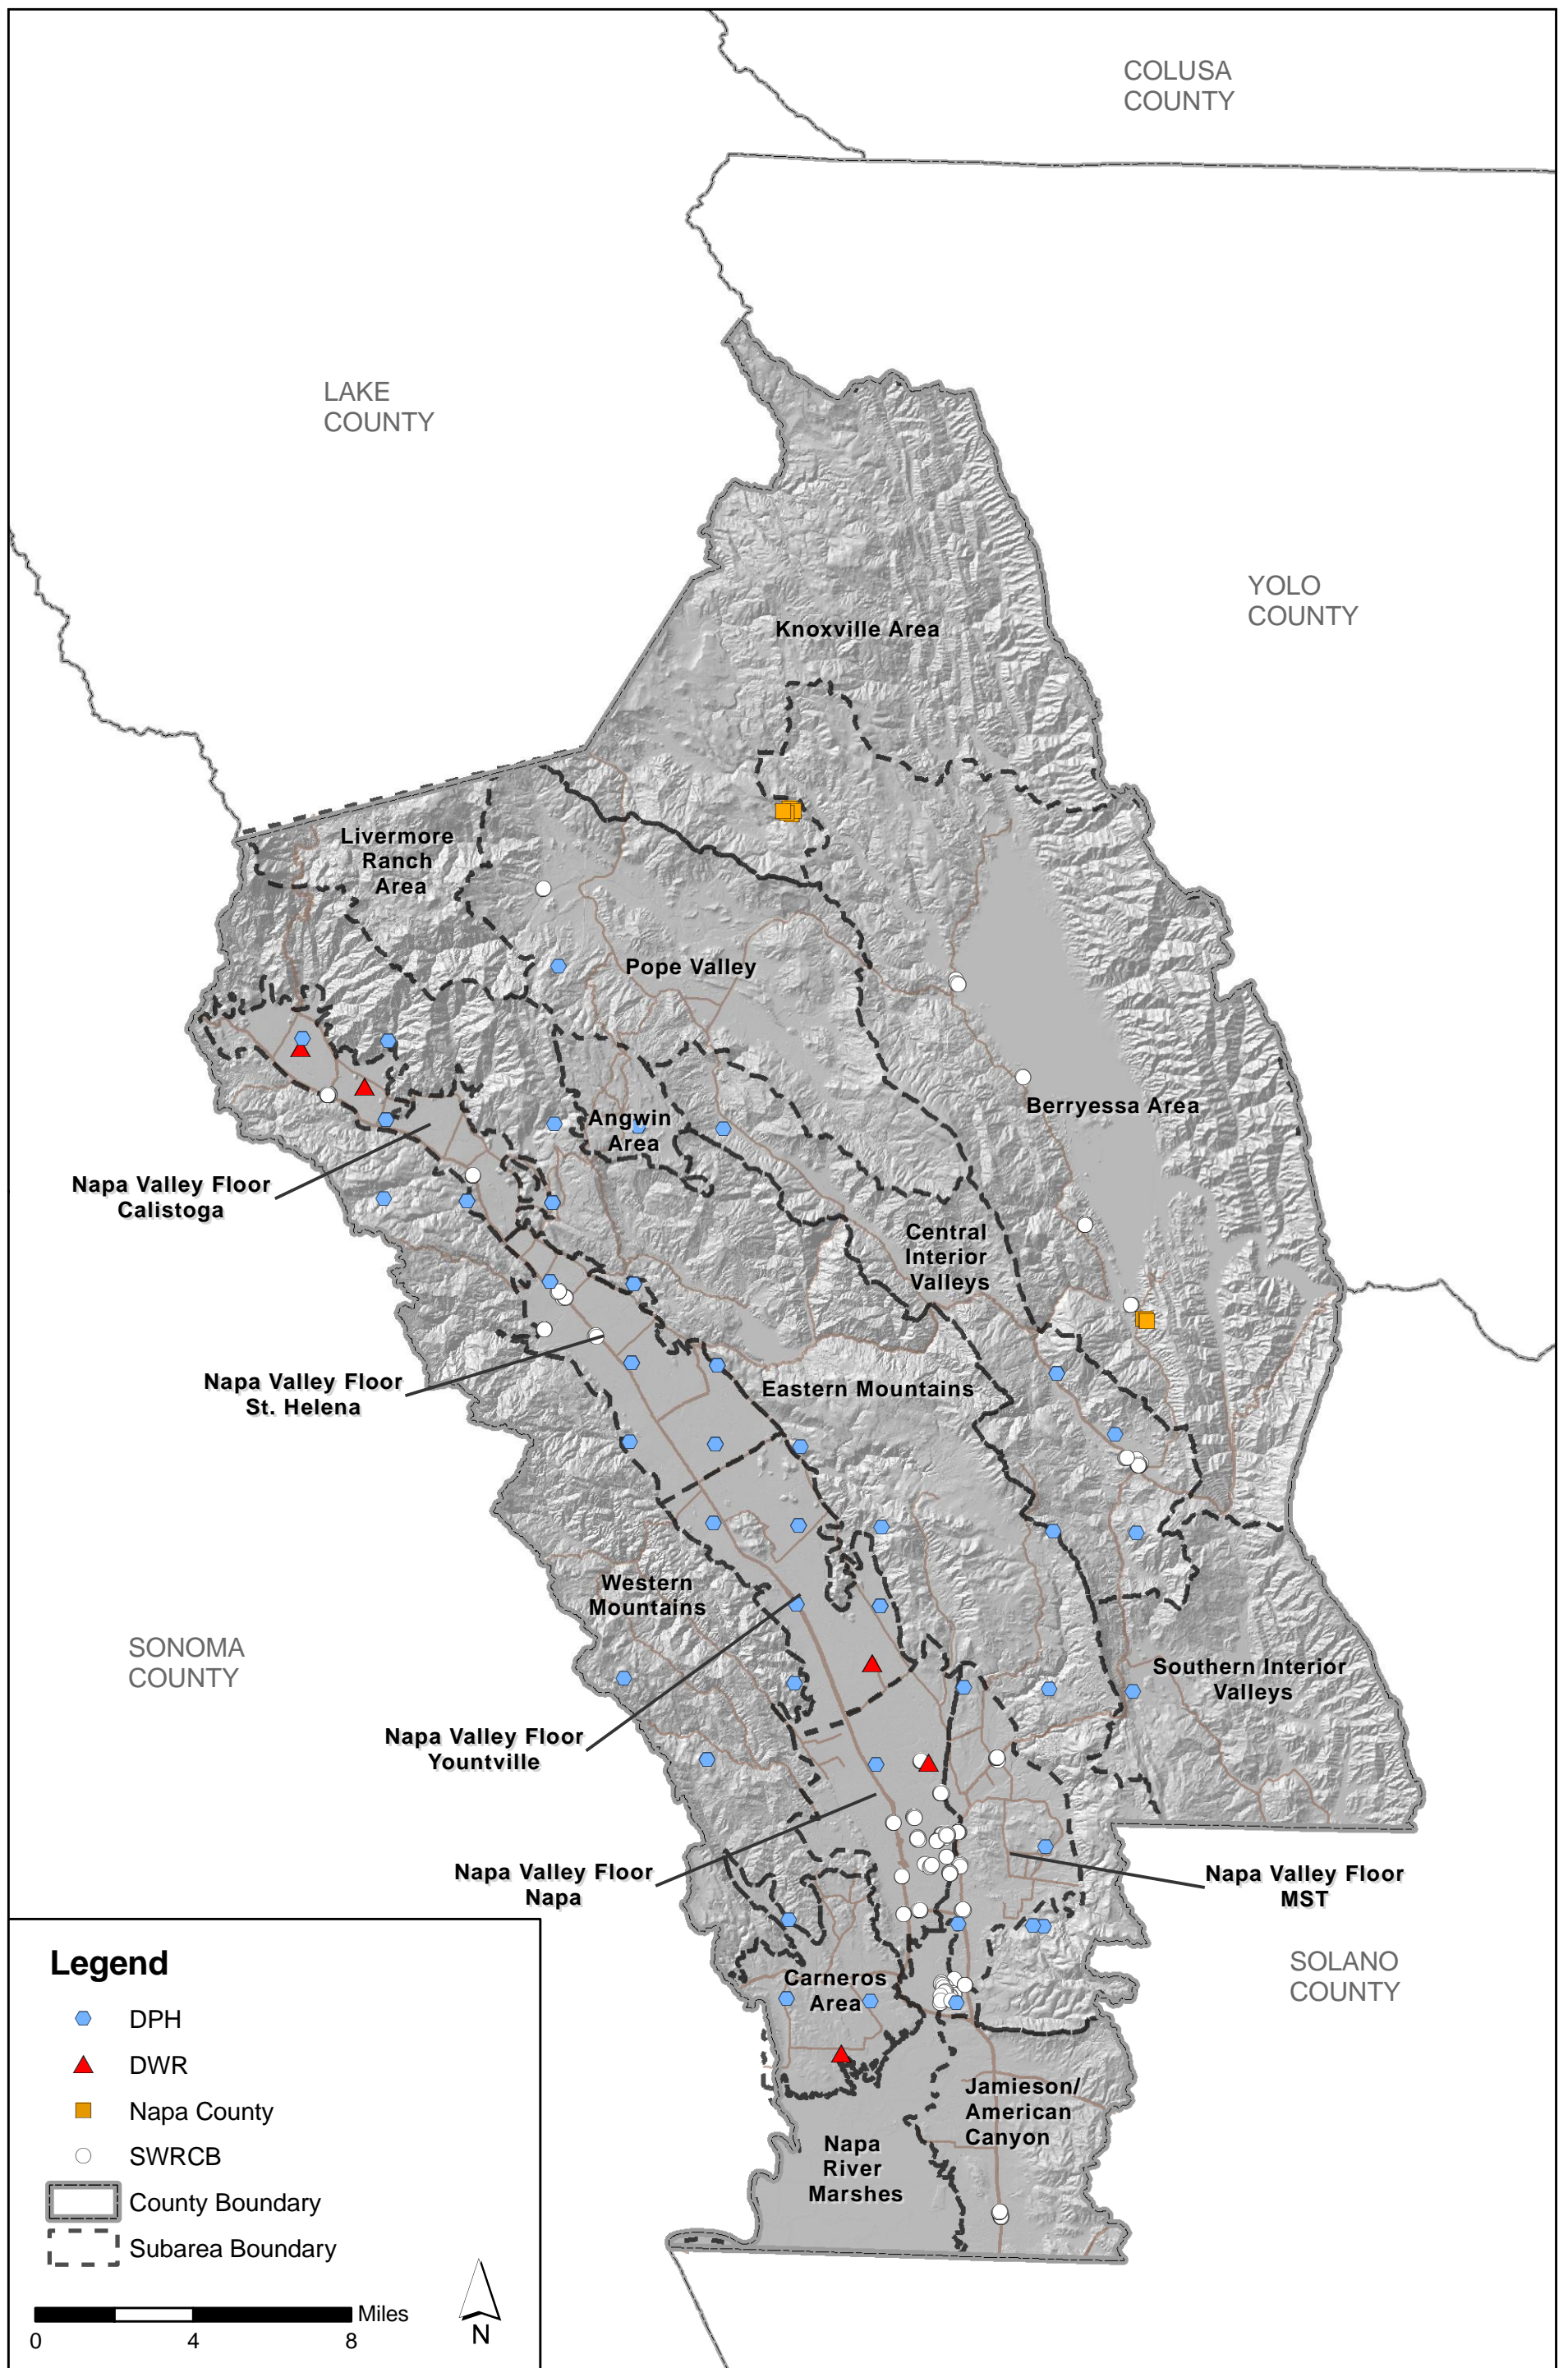 COLUSA
COUNTY
LAKE
COUNTY
YOLO
COUNTY
Knoxville Area
Livermore
Ranch
Area
Pope Valley
Berryessa Area
Angwin
Area
Napa Valley Floor
Calistoga
Central
Interior
Valleys
Napa Valley Floor
St. Helena
Eastern Mountains
Western
Mountains
SONOMA
COUNTY
Southern Interior
Valleys
Napa Valley Floor
Yountville
Napa Valley Floor
Napa
Napa Valley Floor
MST
SOLANO
COUNTY
Carneros
Area
Jamieson/
American
Canyon
Napa
River
Marshes
Legend
DPH
DWR
Napa County
SWRCB
County Boundary
Subarea Boundary
Miles
0 4 8
N